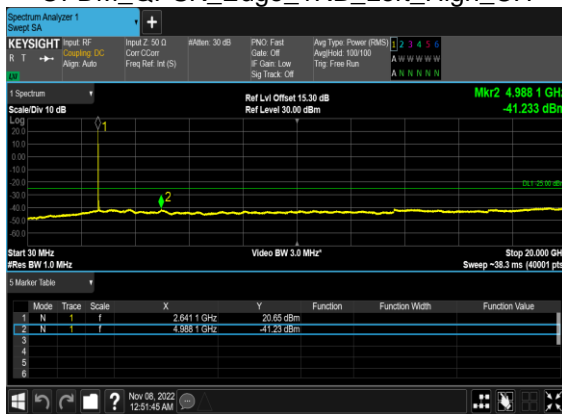 Spectrum Analyzer 1
Swept SA
+
KEYSIGHT Input: RF Input Z: 50 Ω #Atten: 30 dB PNO: Fast Avg Type: Power (RMS) 1 2 3 4 5 6
R T Coupling: DC Corr CCorr Gate: Off Avg|Hold: 100/100 A W W W W W
Align: Auto Freq Ref: Int (S) IF Gain: Low Trig: Free Run
Sig Track: Off A N N N N N
LU
1 Spectrum Ref Lvl Offset 15.30 dB Mkr2 4.988 1 GH
Scale/Div 10 dB Ref Level 30.00 dBm -41.233 dBm
Log
20.0
10.0
0.00
-10.0
-20.0
-30.0
-40.0
-50.0
-60.0
1
2
Start 30 MHz Video BW 3.0 MHz* Stop 20.000 GH
#Res BW 1.0 MHz Sweep ~38.3 ms (40001 pts
5 Marker Table
Mode Trace Scale X Y Function Function Width Function Value
1 N 1 f 2.641 1 GHz 20.65 dBm
2 N 1 f 4.988 1 GHz -41.23 dBm
3
4
5
6
? Nov 08, 2022
12:51:45 AM